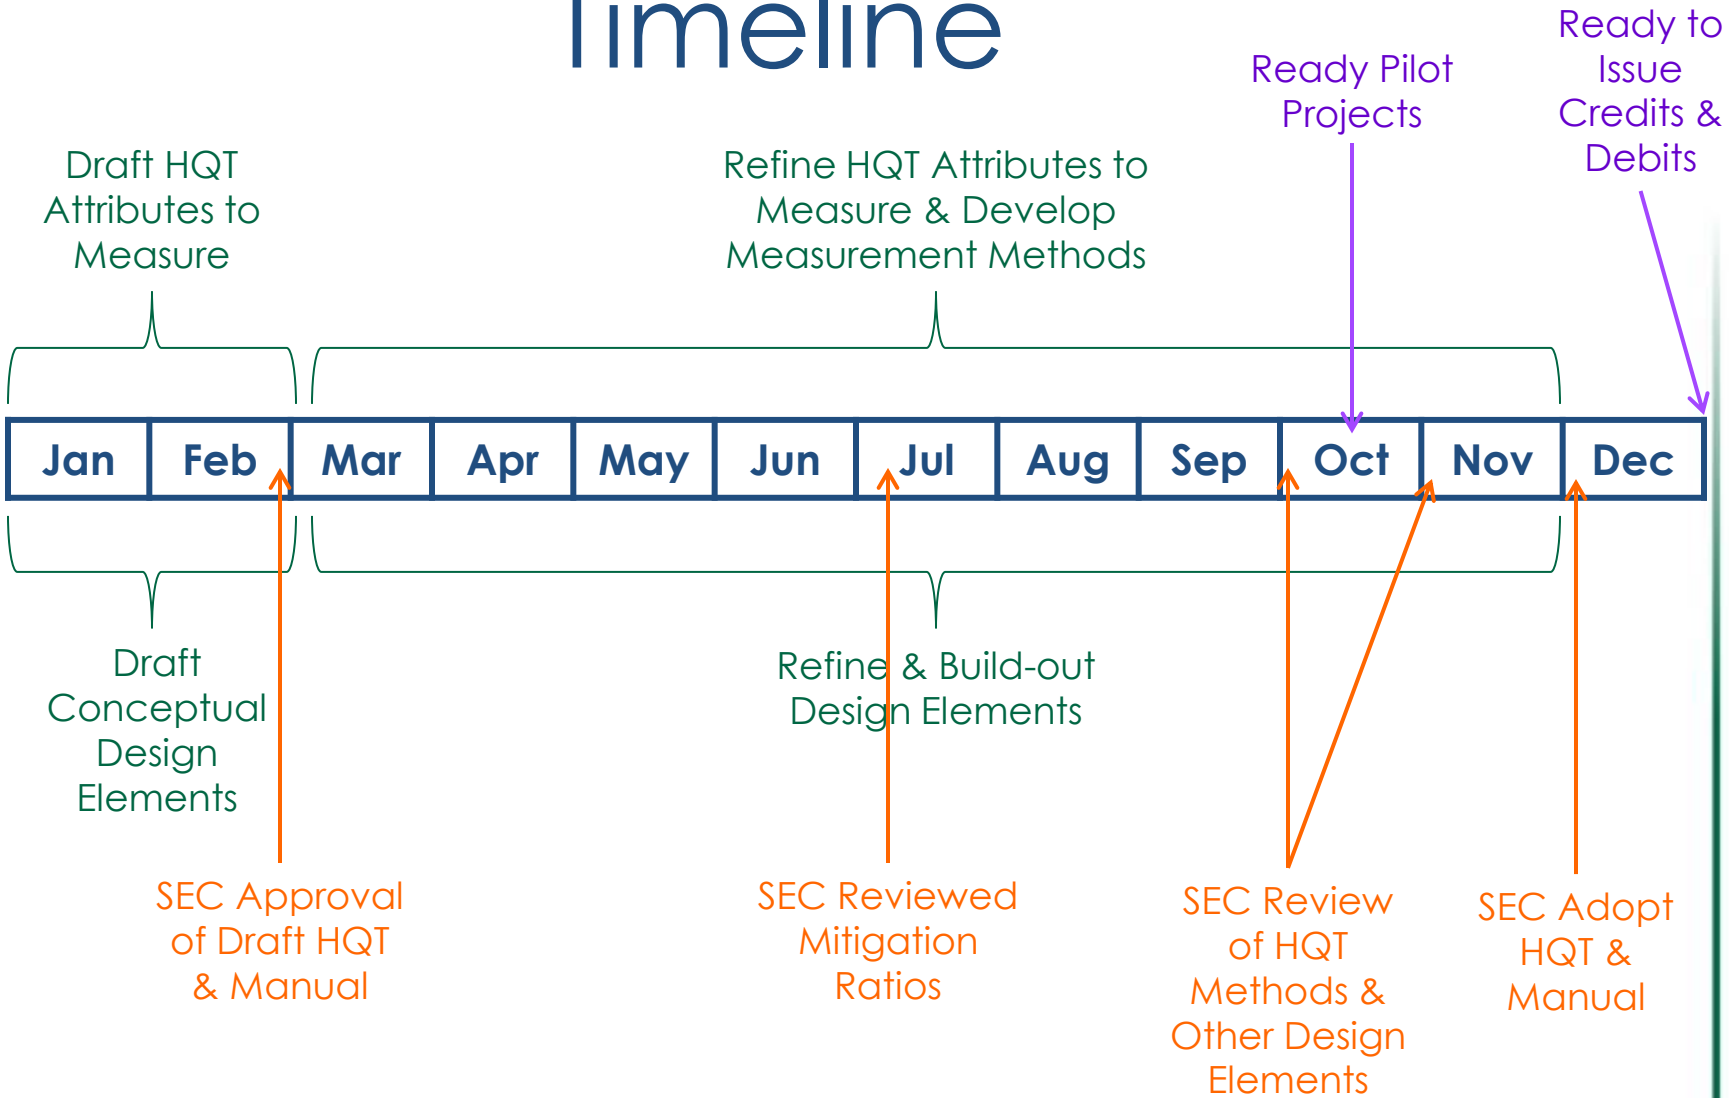 Timeline
Ready Pilot
Projects
Ready to
Issue
Credits &
Debits
Draft HQT
Attributes to
Measure
Refine HQT Attributes to
Measure & Develop
Measurement Methods
Jan Feb Mar Apr May Jun Jul Aug Sep Oct Nov Dec
Draft
Conceptual
Design
Elements
Refine & Build-out
Design Elements
SEC Approval
of Draft HQT
& Manual
SEC Reviewed
Mitigation
Ratios
SEC Review
of HQT
Methods &
Other Design
Elements
SEC Adopt
HQT &
Manual